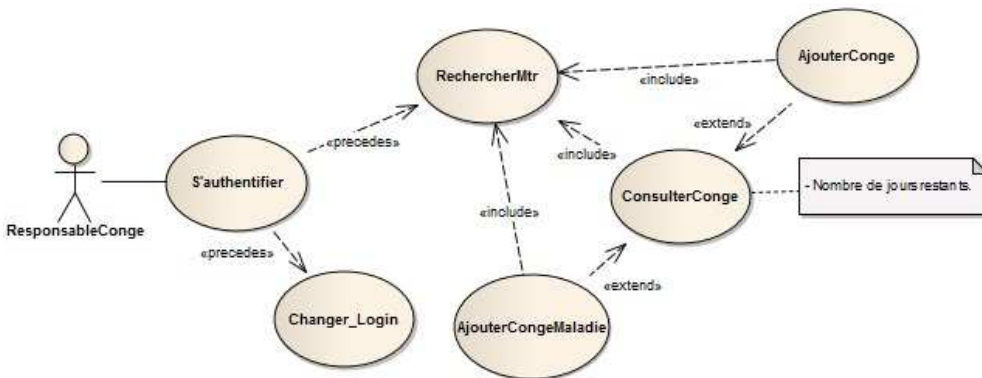 RechercherMtr
AjouterConge
«include»
«extend»
«precedes»
«include»
S'authentifier
ConsulterConge
- Nombre de jours restants.
«include»
ResponsableConge
«precedes»
«extend»
Changer_Login
AjouterCongeMaladie